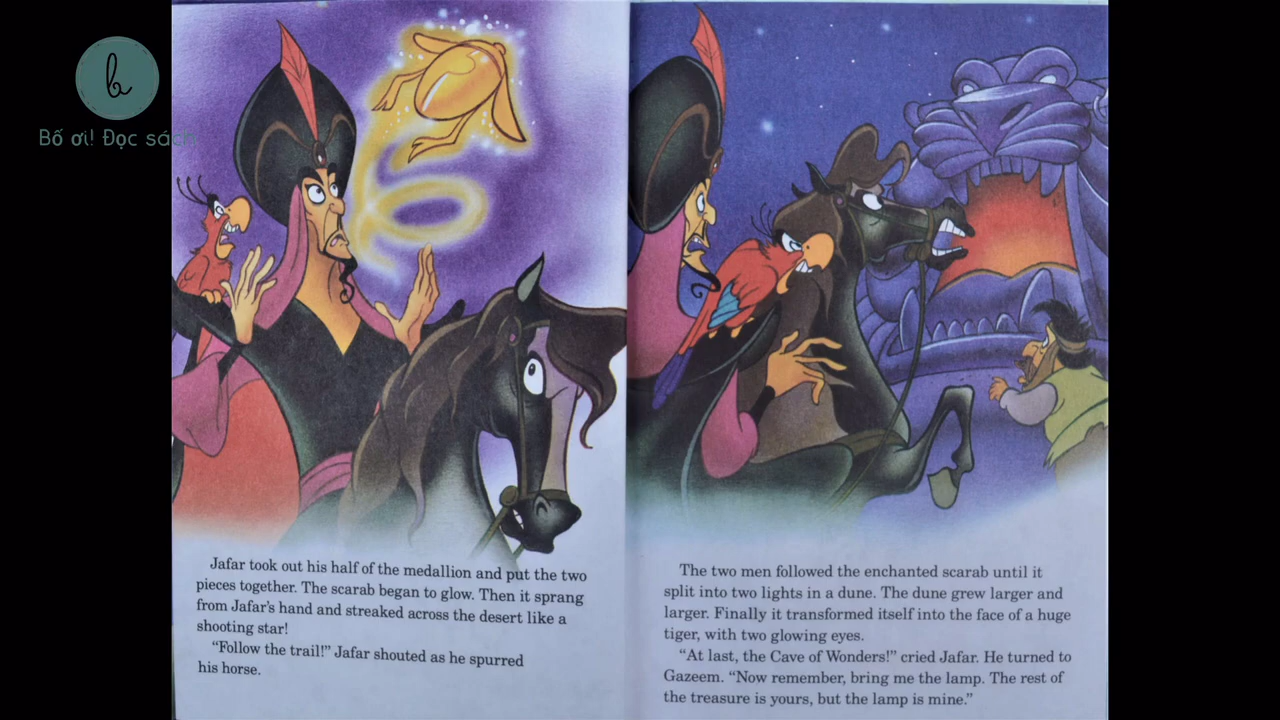 b
Bố ơi! Đọc sách
Jafar took out his half of the medallion and put the two
pieces together. The scarab began to glow. Then it sprang
from Jafar's hand and streaked across the desert like a
shooting star!
“Follow the trail!” Jafar shouted as he spurred
his horse.
The two men followed the enchanted scarab until it
split into two lights in a dune. The dune grew larger and
larger. Finally it transformed itself into the face of a huge
tiger, with two glowing eyes.
“At last, the Cave of Wonders!” cried Jafar. He turned to
Gazeem. “Now remember, bring me the lamp. The rest of
the treasure is yours, but the lamp is mine.”